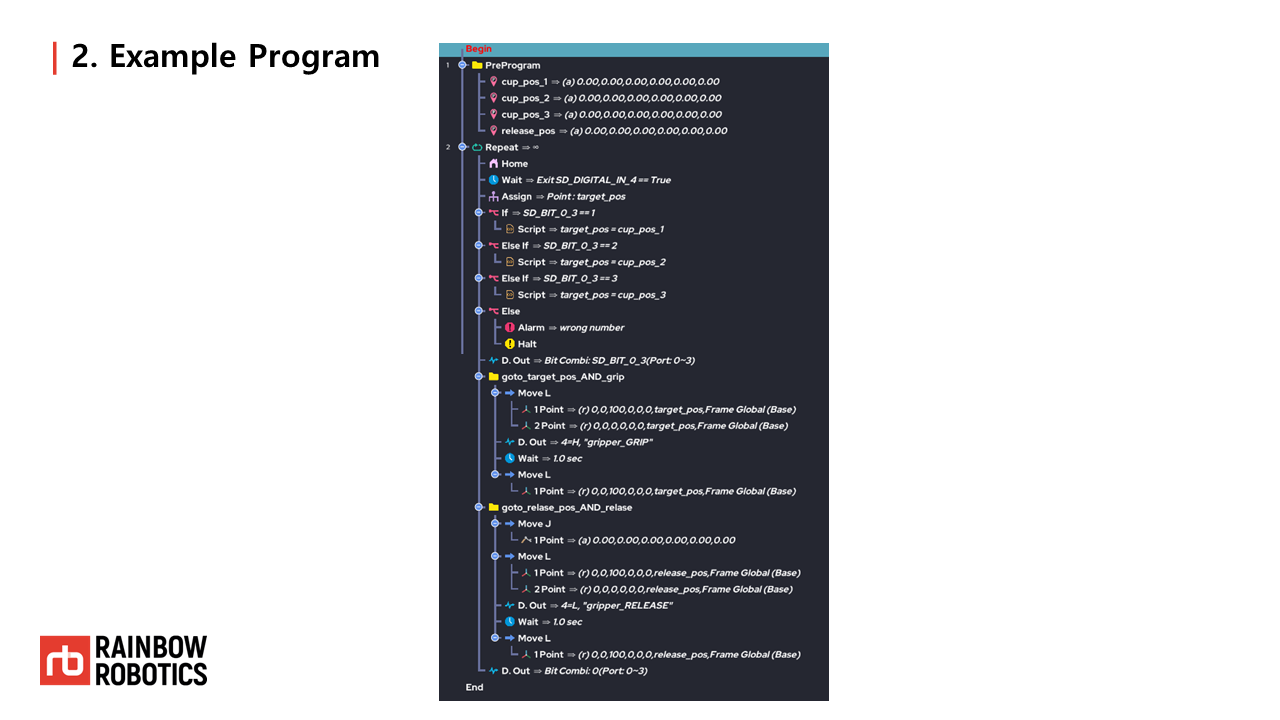 2. Example Program
Begin
1 PreProgram
cup_pos_1 ⇒ (a) 0.00,0.00,0.00,0.00,0.00,0.00
cup_pos_2 ⇒ (a) 0.00,0.00,0.00,0.00,0.00,0.00
cup_pos_3 ⇒ (a) 0.00,0.00,0.00,0.00,0.00,0.00
release_pos ⇒ (a) 0.00,0.00,0.00,0.00,0.00,0.00
2 Repeat ⇒ ∞
Home
Wait ⇒ Exit SD_DIGITAL_IN_4 == True
Assign ⇒ Point : target_pos
If ⇒ SD_BIT_0_3 == 1
Script ⇒ target_pos = cup_pos_1
Else If ⇒ SD_BIT_0_3 == 2
Script ⇒ target_pos = cup_pos_2
Else If ⇒ SD_BIT_0_3 == 3
Script ⇒ target_pos = cup_pos_3
Else
Alarm ⇒ wrong number
Halt
D. Out ⇒ Bit Combi: SD_BIT_0_3(Port: 0~3)
goto_target_pos_AND_grip
Move L
1 Point ⇒ (r) 0,0,100,0,0,0,target_pos,Frame Global (Base)
2 Point ⇒ (r) 0,0,0,0,0,0,target_pos,Frame Global (Base)
D. Out ⇒ 4=H, "gripper_GRIP"
Wait ⇒ 1.0 sec
Move L
1 Point ⇒ (r) 0,0,100,0,0,0,target_pos,Frame Global (Base)
goto_relase_pos_AND_relase
Move J
1 Point ⇒ (a) 0.00,0.00,0.00,0.00,0.00,0.00
Move L
1 Point ⇒ (r) 0,0,100,0,0,0,release_pos,Frame Global (Base)
2 Point ⇒ (r) 0,0,0,0,0,0,release_pos,Frame Global (Base)
D. Out ⇒ 4=L, "gripper_RELEASE"
Wait ⇒ 1.0 sec
Move L
1 Point ⇒ (r) 0,0,100,0,0,0,release_pos,Frame Global (Base)
D. Out ⇒ Bit Combi: 0(Port: 0~3)
End
rb RAINBOW
ROBOTICS